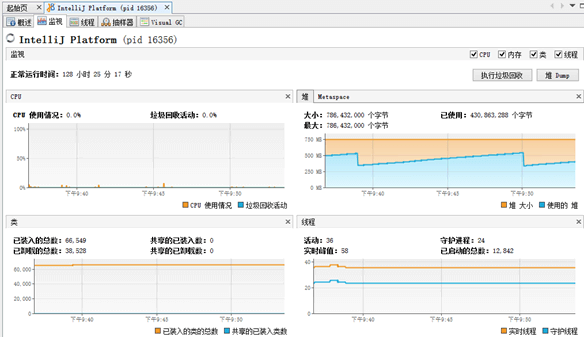 起始页 IntelliJ Platform (pid 16356)
概述 监视 线程 抽样器 Visual GC
IntelliJ Platform (pid 16356)
监视 CPU 内存 类 线程
正常运行时间: 128 小时 25 分 17 秒 执行垃圾回收 堆 Dump
CPU
CPU 使用情况: 0.0% 垃圾回收活动: 0.0%
100%
50%
0%
下午9:40 下午9:45 下午9:50
CPU 使用情况 垃圾回收活动
堆 Metaspace
大小: 786,432,000 个字节 已使用: 430,863,288 个字节
最大: 786,432,000 个字节
750 MB
500 MB
250 MB
0 MB
下午9:40 下午9:45 下午9:50
堆 大小 使用的 堆
类
已装入的总数: 66,549 共享的已装入数: 0
已卸载的总数: 38,528 共享的已卸载数: 0
60,000
40,000
20,000
0
下午9:40 下午9:45 下午9:50
已装入的类的总数 共享的已装入类数
线程
活动: 36 守护进程: 24
实时峰值: 58 已启动的总数: 12,842
40
20
0
下午9:40 下午9:45 下午9:50
实时线程 守护线程